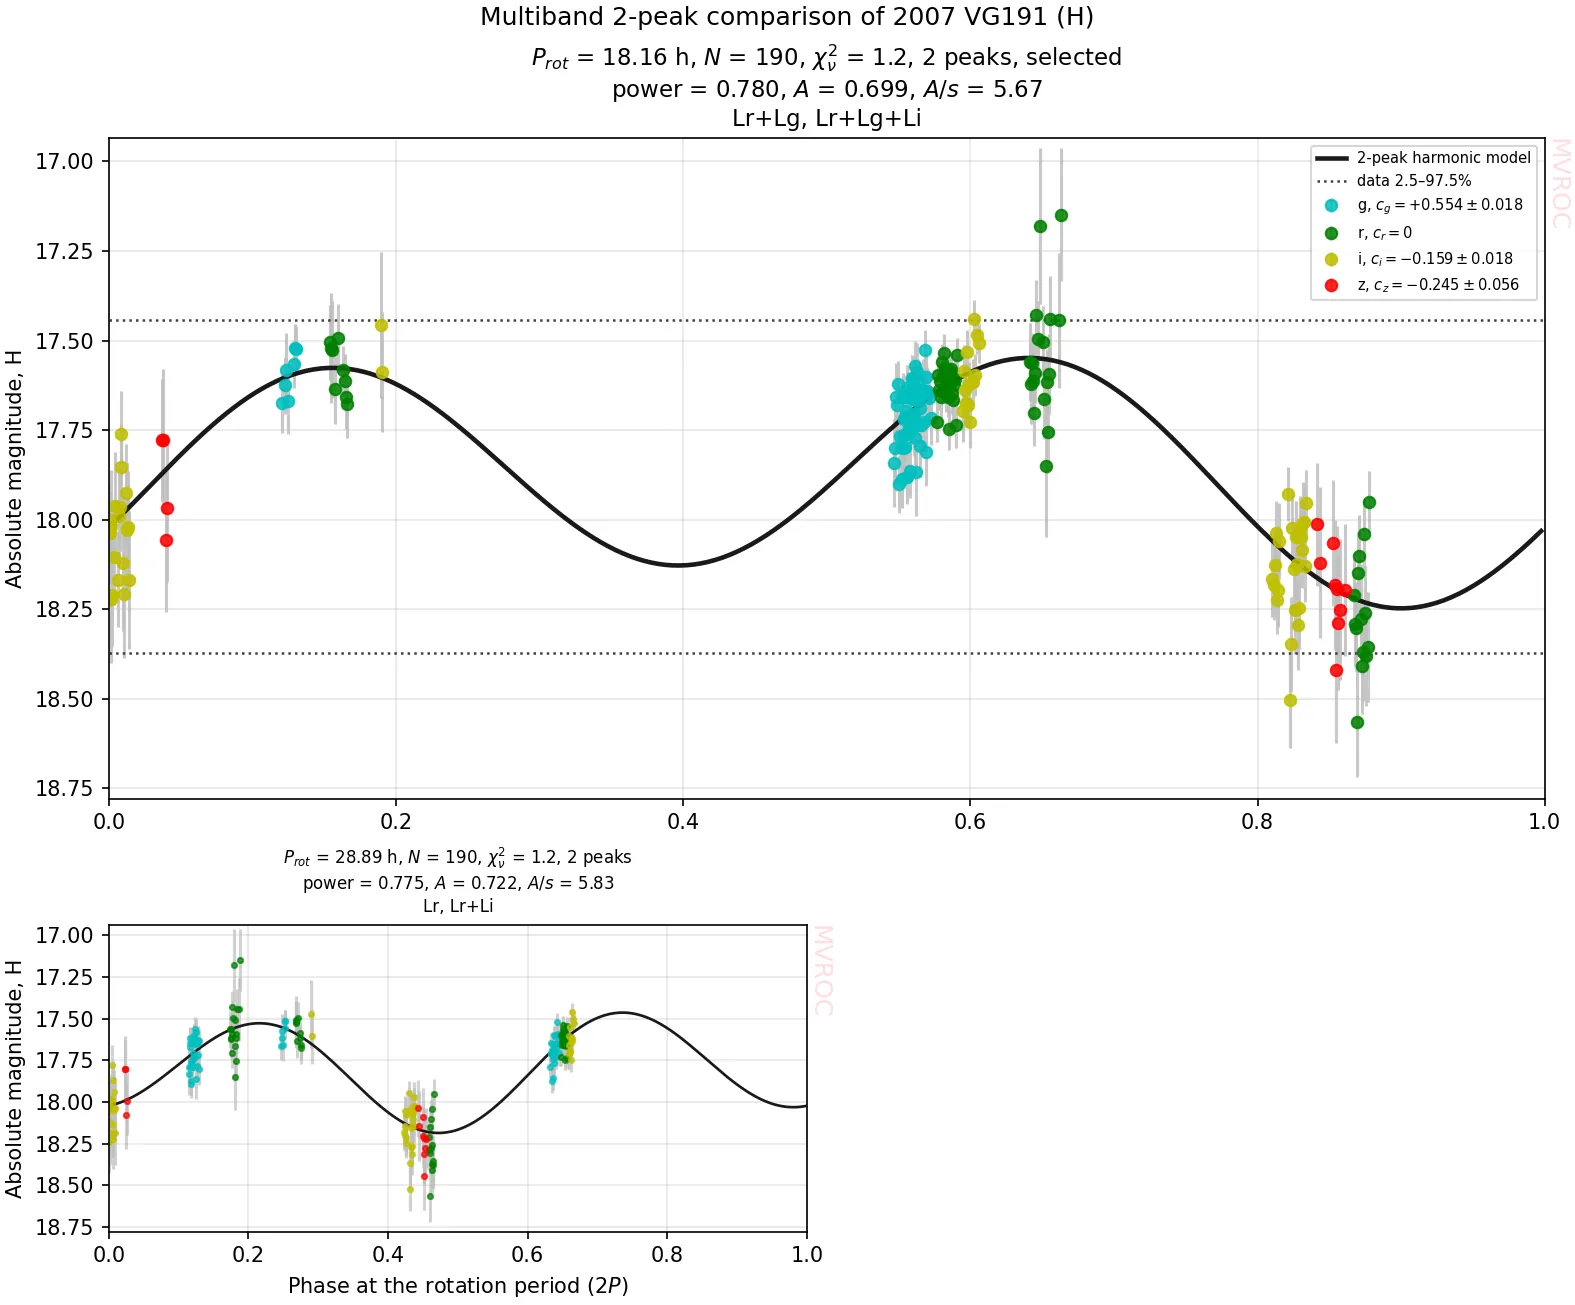 Multiband 2-peak comparison of 2007 VG191 (H)
P_rot = 18.16 h, N = 190, χ²_ν = 1.2, 2 peaks, selected
power = 0.780, A = 0.699, A/s = 5.67
Lr+Lg, Lr+Lg+Li
Absolute magnitude, H
17.00
17.25
17.50
17.75
18.00
18.25
18.50
18.75
2-peak harmonic model
data 2.5–97.5%
g, c_g = +0.554 ± 0.018
r, c_r = 0
i, c_i = −0.159 ± 0.018
z, c_z = −0.245 ± 0.056
MVROC
0.0 0.2 0.4 0.6 0.8 1.0
P_rot = 28.89 h, N = 190, χ²_ν = 1.2, 2 peaks
power = 0.775, A = 0.722, A/s = 5.83
Lr, Lr+Li
Absolute magnitude, H
17.00
17.25
17.50
17.75
18.00
18.25
18.50
18.75
MVROC
0.0 0.2 0.4 0.6 0.8 1.0
Phase at the rotation period (2P)